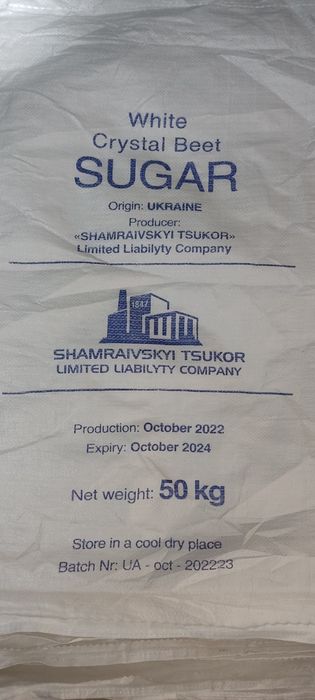 White
Crystal Beet
SUGAR
Origin: UKRAINE
Producer:
«SHAMRAIVSKYI TSUKOR»
Limited Liabilyty Company
1847
SHAMRAIVSKYI TSUKOR
LIMITED LIABILYTY COMPANY
Production: October 2022
Expiry: October 2024
Net weight: 50 kg
Store in a cool dry place
Batch Nr: UA - oct - 202223